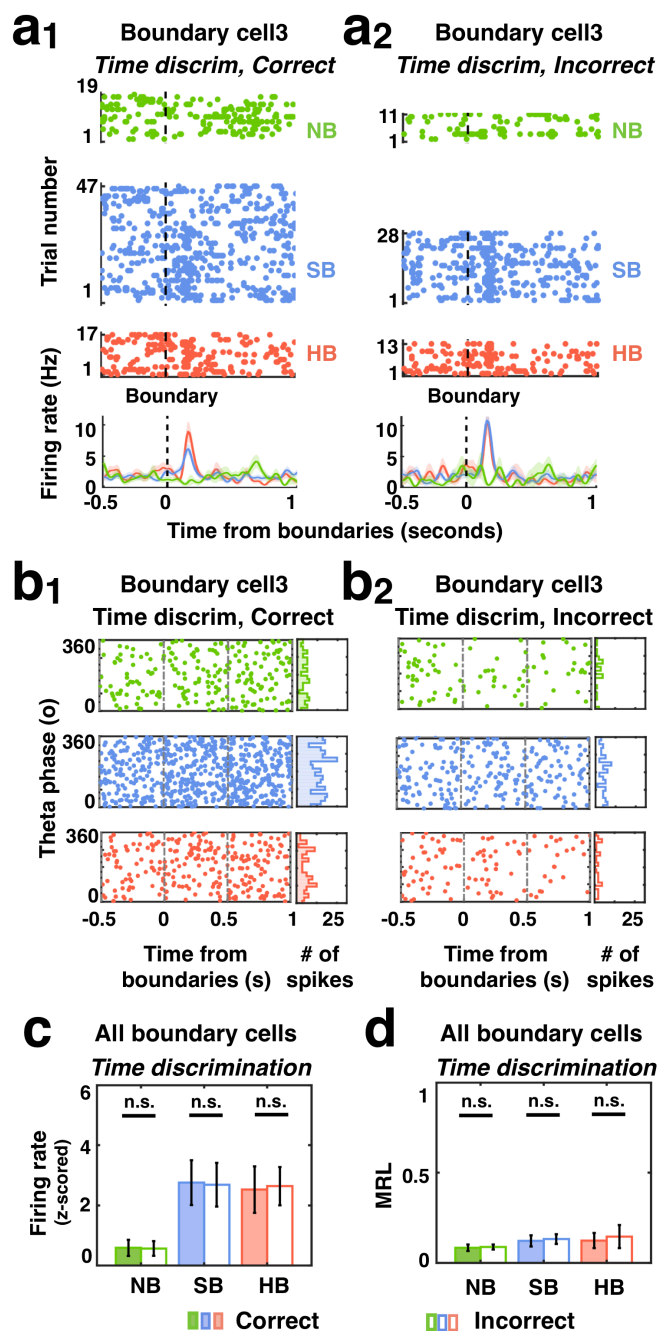 a1 Boundary cell3
Time discrim, Correct
Trial number
19
1
NB
47
1
SB
17
1
HB
Firing rate (Hz)
Boundary
10
5
0
-0.5 0 1
a2 Boundary cell3
Time discrim, Incorrect
11
1
NB
28
1
SB
13
1
HB
Boundary
10
5
0
-0.5 0 1
Time from boundaries (seconds)
b1 Boundary cell3
Time discrim, Correct
Theta phase (o)
360
0
360
0
360
0
-0.5 0 0.5 1 25
Time from
boundaries (s)
# of
spikes
b2 Boundary cell3
Time discrim, Incorrect
-0.5 0 0.5 1 25
Time from
boundaries (s)
# of
spikes
c All boundary cells
Time discrimination
Firing rate
(z-scored)
6
4
2
0
n.s. n.s. n.s.
NB SB HB
Correct
d All boundary cells
Time discrimination
MRL
1
0.5
0
n.s. n.s. n.s.
NB SB HB
Incorrect